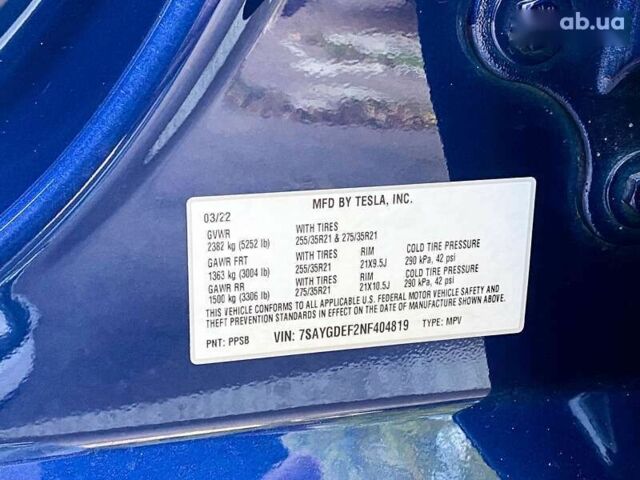 ab.ua
MFD BY TESLA, INC.
03/22
GVWR WITH TIRES
2382 kg (5252 lb) 255/35R21 & 275/35R21
GAWR FRT WITH TIRES RIM COLD TIRE PRESSURE
1363 kg (3004 lb) 255/35R21 21X9.5J 290 kPa, 42 psi
GAWR RR WITH TIRES RIM COLD TIRE PRESSURE
1500 kg (3306 lb) 275/35R21 21X10.5J 290 kPa, 42 psi
THIS VEHICLE CONFORMS TO ALL APPLICABLE U.S. FEDERAL MOTOR VEHICLE SAFETY AND
THEFT PREVENTION STANDARDS IN EFFECT ON THE DATE OF MANUFACTURE SHOWN ABOVE.
PNT: PPSB VIN: 7SAYGDEF2NF404819 TYPE: MPV